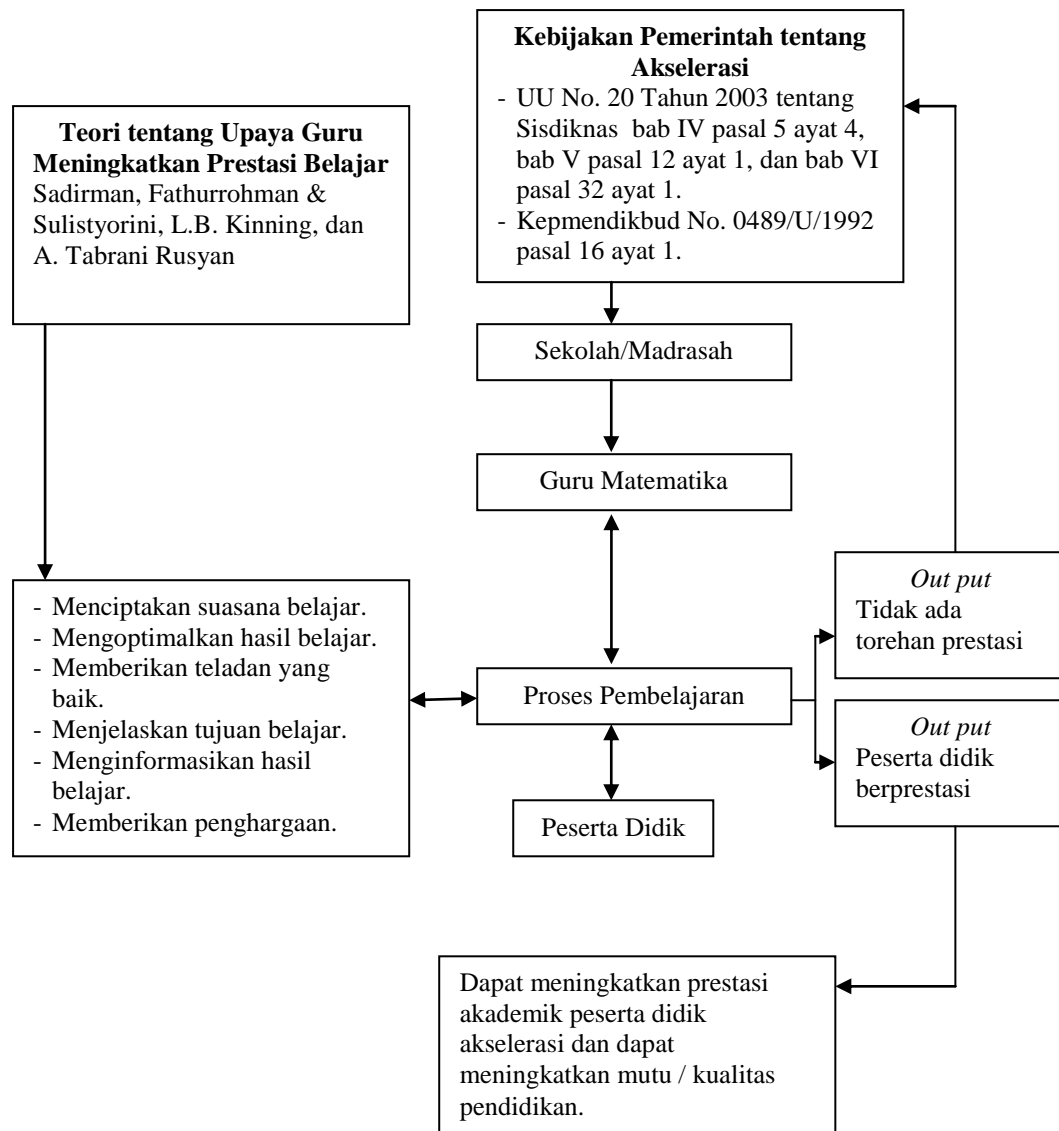 Kebijakan Pemerintah tentang
Akselerasi
- UU No. 20 Tahun 2003 tentang
Sisdiknas bab IV pasal 5 ayat 4,
bab V pasal 12 ayat 1, dan bab VI
pasal 32 ayat 1.
- Kepmendikbud No. 0489/U/1992
pasal 16 ayat 1.
Teori tentang Upaya Guru
Meningkatkan Prestasi Belajar
Sadirman, Fathurrohman &
Sulistyorini, L.B. Kinning, dan
A. Tabrani Rusyan
Sekolah/Madrasah
Guru Matematika
- Menciptakan suasana belajar.
- Mengoptimalkan hasil belajar.
- Memberikan teladan yang
baik.
- Menjelaskan tujuan belajar.
- Menginformasikan hasil
belajar.
- Memberikan penghargaan.
Proses Pembelajaran
Out put
Tidak ada
torehan prestasi
Out put
Peserta didik
berprestasi
Peserta Didik
Dapat meningkatkan prestasi
akademik peserta didik
akselerasi dan dapat
meningkatkan mutu / kualitas
pendidikan.